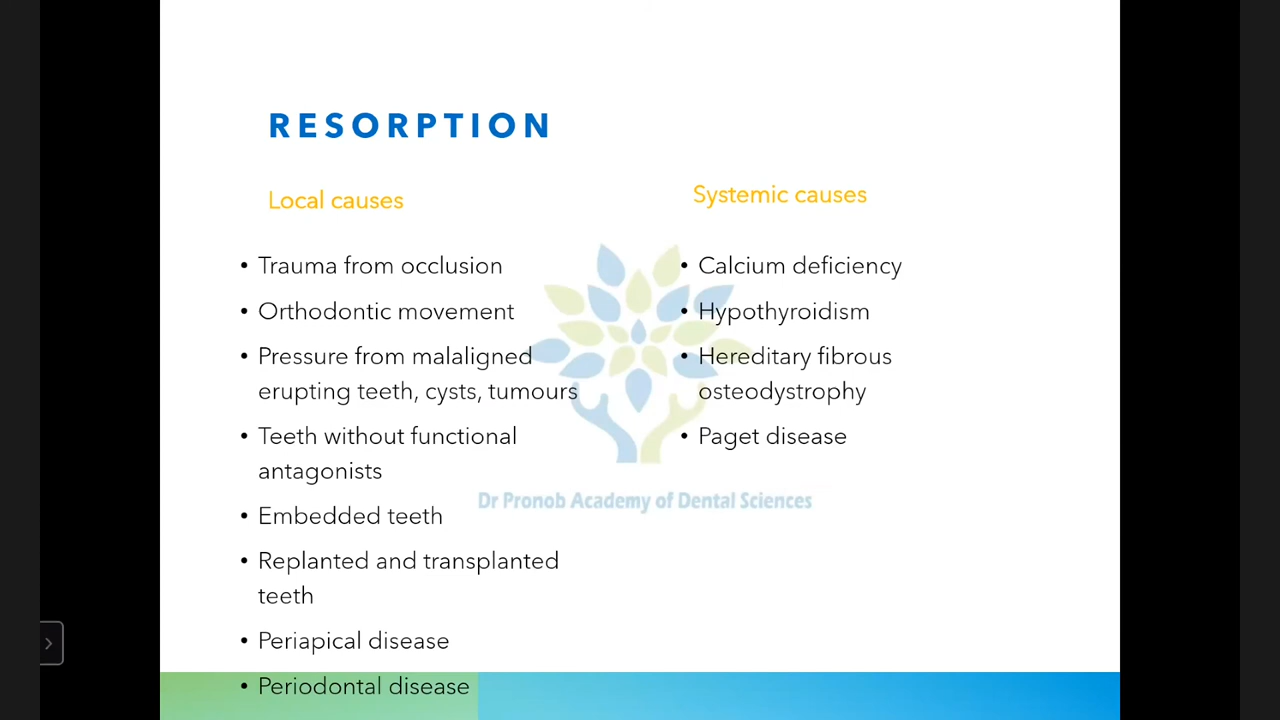 RESORPTION
Local causes
• Trauma from occlusion
• Orthodontic movement
• Pressure from malaligned
erupting teeth, cysts, tumours
• Teeth without functional
antagonists
• Embedded teeth
• Replanted and transplanted
teeth
• Periapical disease
• Periodontal disease
Systemic causes
• Calcium deficiency
• Hypothyroidism
• Hereditary fibrous
osteodystrophy
• Paget disease
Dr Pronob Academy of Dental Sciences